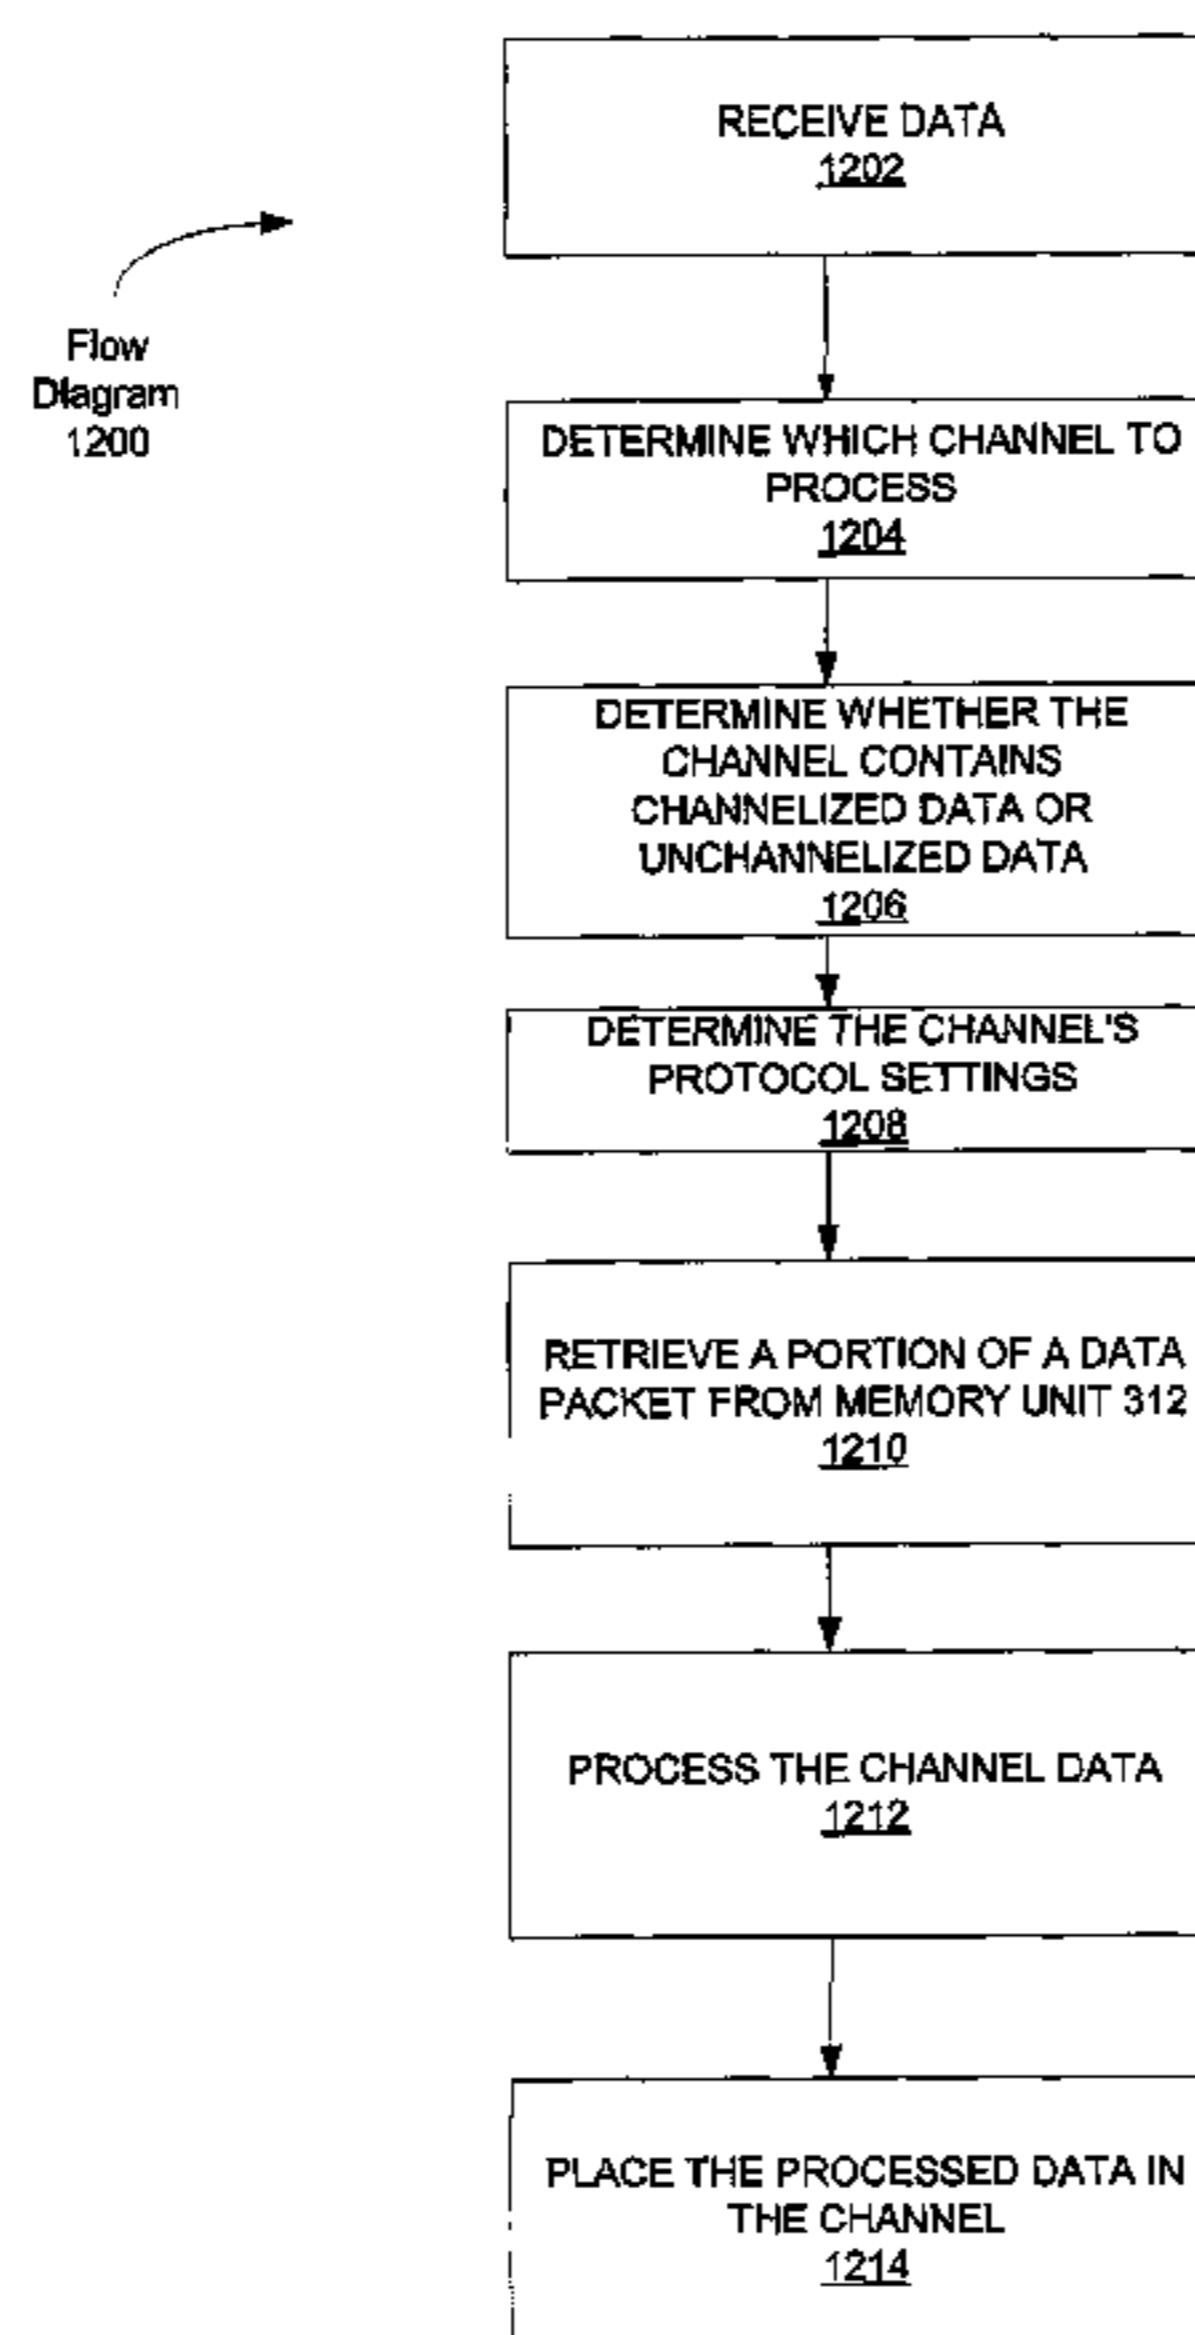 RECEIVE DATA
1202
Flow
Diagram
1200
DETERMINE WHICH CHANNEL TO
PROCESS
1204
DETERMINE WHETHER THE
CHANNEL CONTAINS
CHANNELIZED DATA OR
UNCHANNELIZED DATA
1206
DETERMINE THE CHANNEL'S
PROTOCOL SETTINGS
1208
RETRIEVE A PORTION OF A DATA
PACKET FROM MEMORY UNIT 312
1210
PROCESS THE CHANNEL DATA
1212
PLACE THE PROCESSED DATA IN
THE CHANNEL
1214